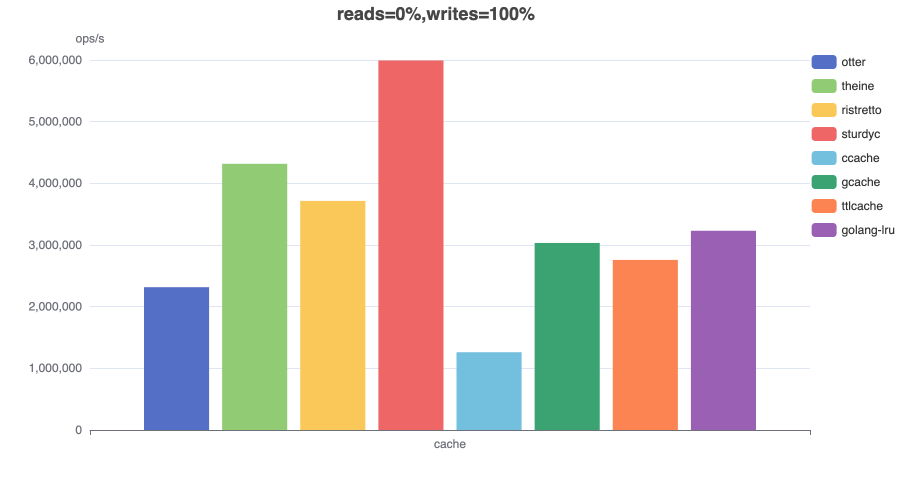 reads=0%,writes=100%
ops/s
6,000,000
5,000,000
4,000,000
3,000,000
2,000,000
1,000,000
0
cache
otter
theine
ristretto
sturdyc
ccache
gcache
ttlcache
golang-lru